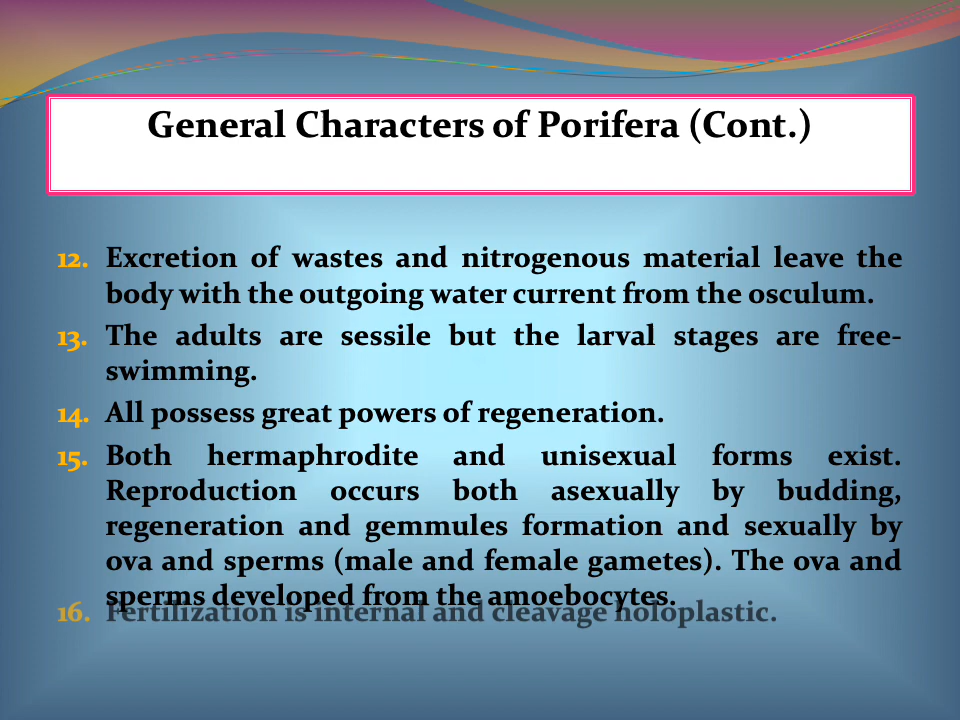 General Characters of Porifera (Cont.)
12. Excretion of wastes and nitrogenous material leave the
body with the outgoing water current from the osculum.
13. The adults are sessile but the larval stages are free-
swimming.
14. All possess great powers of regeneration.
15. Both hermaphrodite and unisexual forms exist.
Reproduction occurs both asexually by budding,
regeneration and gemmules formation and sexually by
ova and sperms (male and female gametes). The ova and
sperms developed from the amoebocytes.
16. Fertilization is internal and cleavage holoplastic.